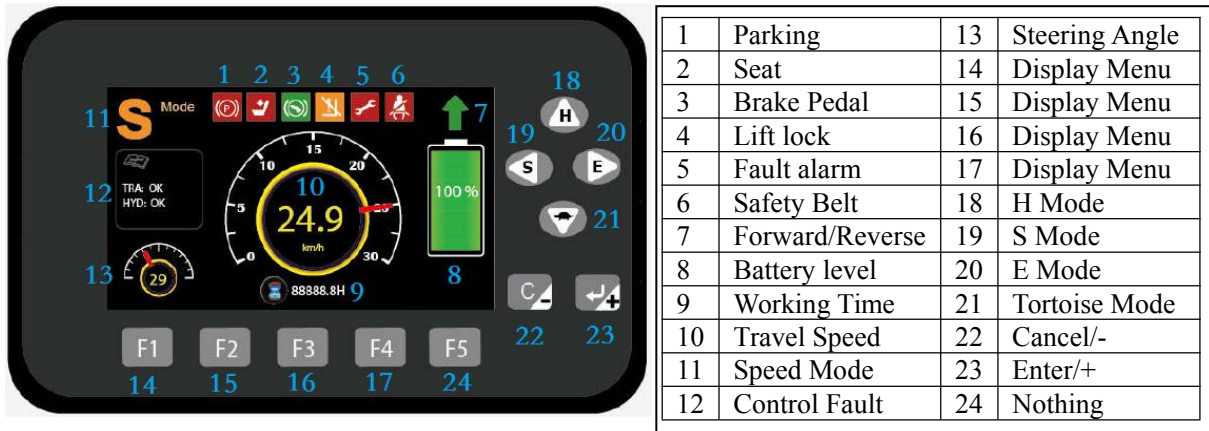 1 2 3 4 5 6
18
11 S Mode
(P)
7
H
19 20
15
10 20
S E
12 TRA: OK
HYD: OK
10
100 %
5 24.9 25
km/h
21
0 30
13 29
8
88888.8H 9
C - +
22 23
F1 F2 F3 F4 F5
14 15 16 17 24
1 Parking 13 Steering Angle
2 Seat 14 Display Menu
3 Brake Pedal 15 Display Menu
4 Lift lock 16 Display Menu
5 Fault alarm 17 Display Menu
6 Safety Belt 18 H Mode
7 Forward/Reverse 19 S Mode
8 Battery level 20 E Mode
9 Working Time 21 Tortoise Mode
10 Travel Speed 22 Cancel/-
11 Speed Mode 23 Enter/+
12 Control Fault 24 Nothing